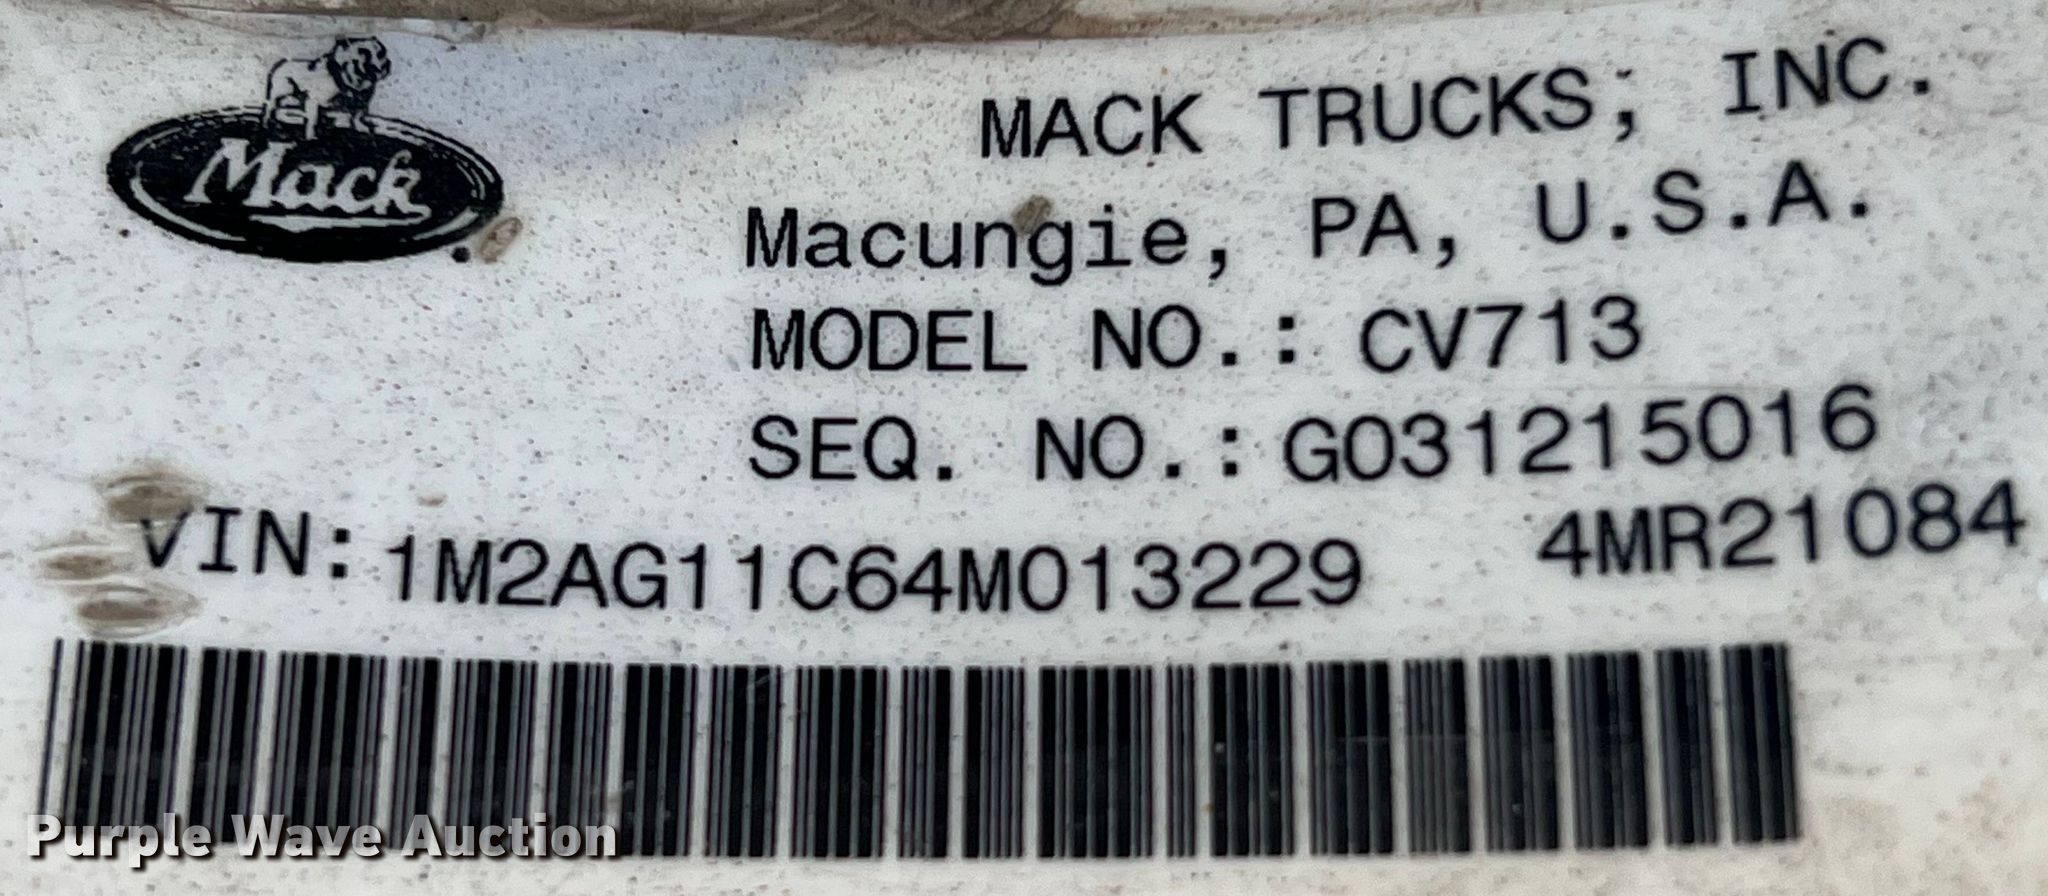 Mack
MACK TRUCKS, INC.
Macungie, PA, U.S.A.
MODEL NO.: CV713
SEQ. NO.:G031215016
VIN: 1M2AG11C64M013229 4MR21084
Purple Wave Auction